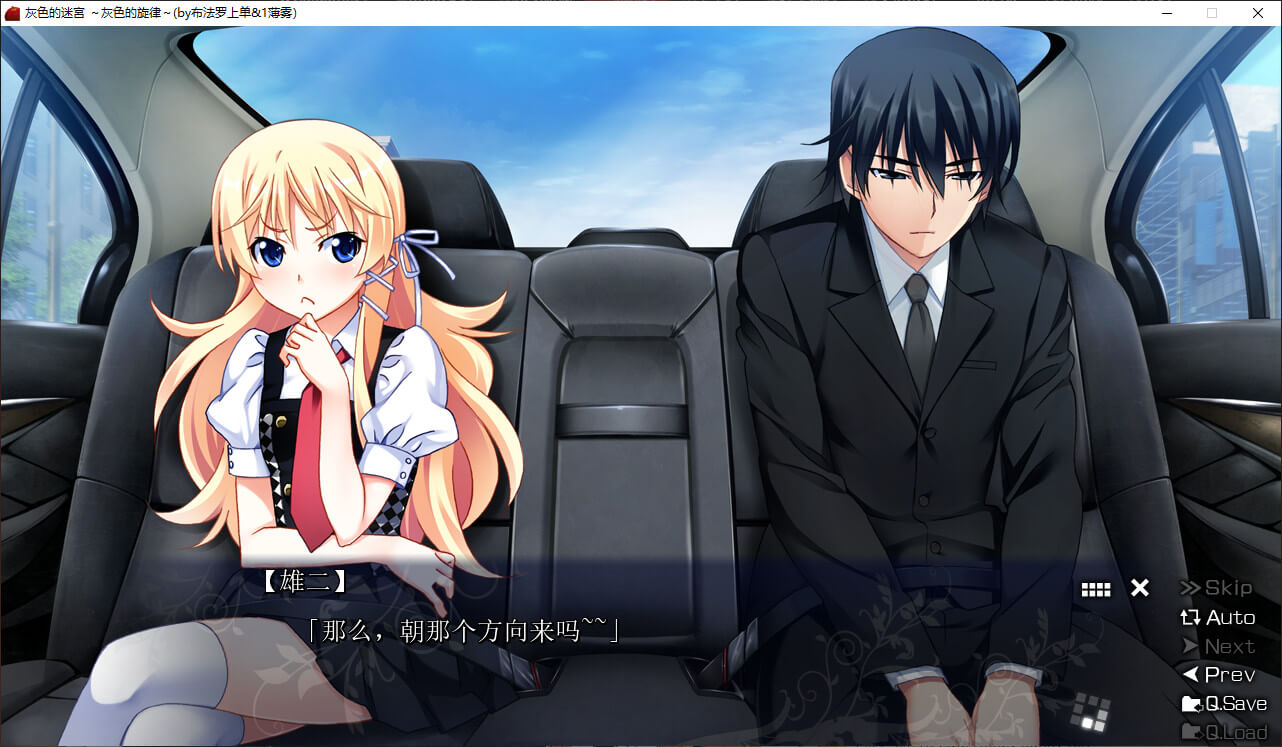 灰色的迷宫 ～灰色的旋律～(by布法罗上单&1薄雾)
【雄二】
「那么，朝那个方向来吗~~」
Skip
Auto
Next
Prev
Q.Save
Q.Load